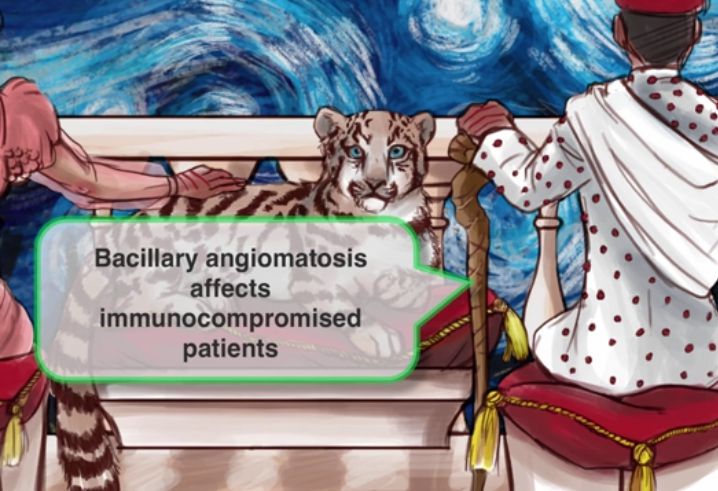 Bacillary angiomatosis
affects
immunocompromised
patients